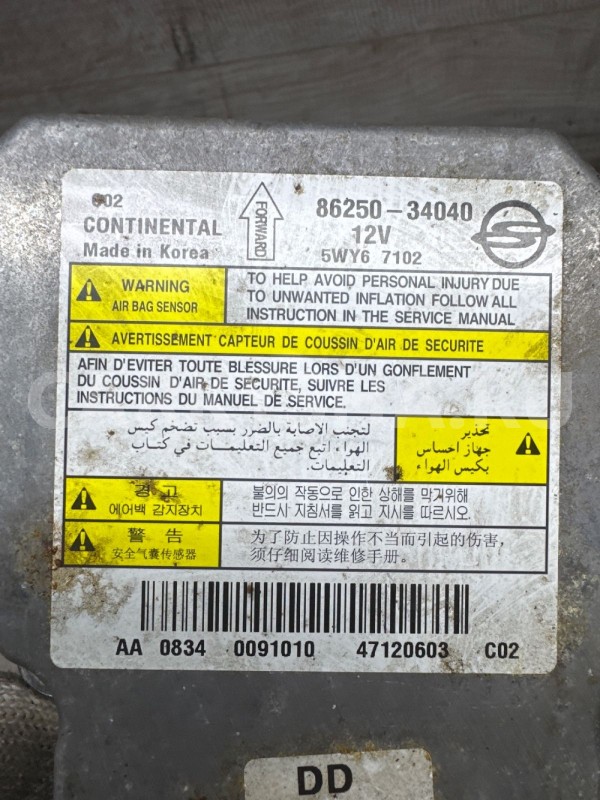 C02
CONTINENTAL
Made in Korea
FORWARD
86250-34040
12V
5WY6 7102
WARNING
AIR BAG SENSOR
TO HELP AVOID PERSONAL INJURY DUE
TO UNWANTED INFLATION FOLLOW ALL
INSTRUCTION IN THE SERVICE MANUAL
AVERTISSEMENT CAPTEUR DE COUSSIN D'AIR DE SECURITE
AFIN D'EVITER TOUTE BLESSURE LORS D'UN GONFLEMENT
DU COUSSIN D'AIR DE SECURITE, SUIVRE LES
INSTRUCTIONS DU MANUEL DE SERVICE.
تحذير
جهاز احساس
بكيس الهواء
لتجنب الاصابة بالضرر بسبب تضخم كيس
الهواء اتبع جميع التعليمات في كتاب
التعليمات.
경 고
에어백 감지장치
불의의 작동으로 인한 상해를 막기위해
반드시 지침서를 읽고 지시를 따르시오.
警 告
安全气囊传感器
为了防止因操作不当而引起的伤害,
须仔细阅读维修手册.
AA 0834 0091010 47120603 C02
DD